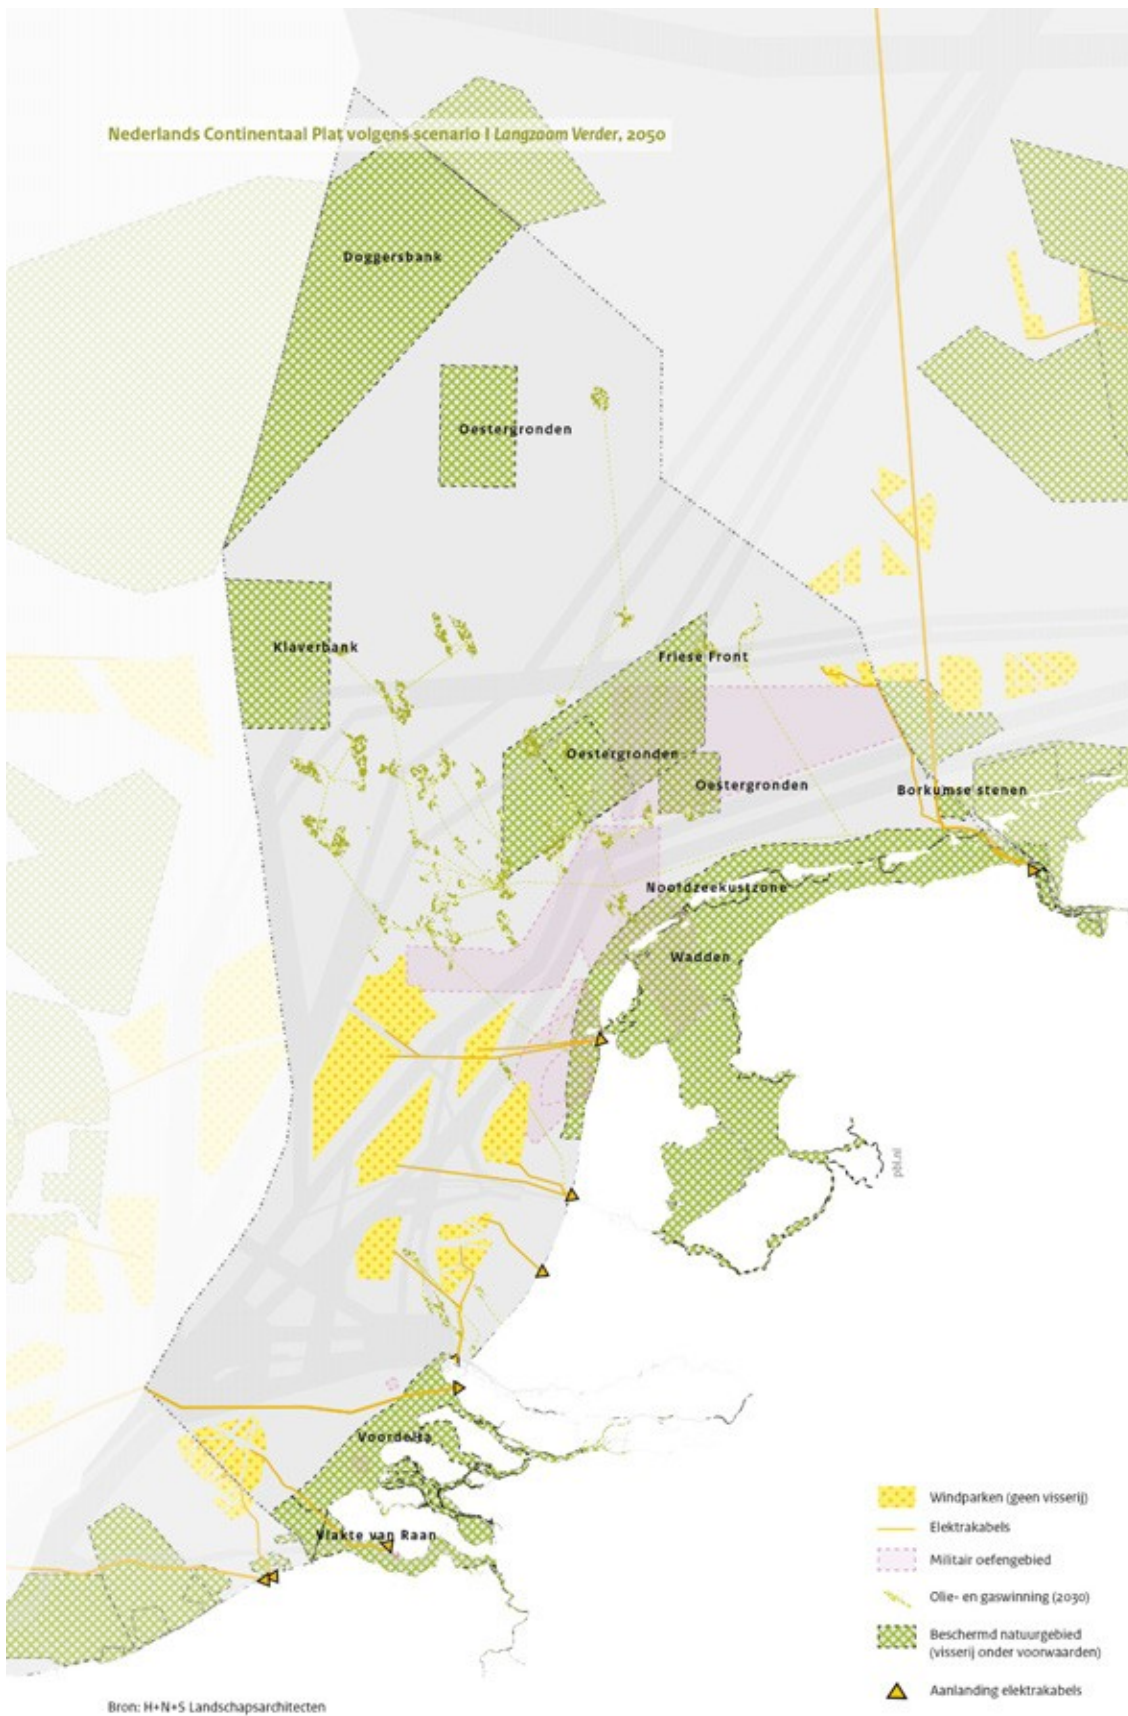 Nederlands Continentaal Plat volgens scenario I Langzaam Verder, 2050
Doggersbank
Oestergronden
Klaverbank
Friese Front
Oestergronden
Oestergronden
Borkumse stenen
Noordzeekustzone
Wadden
pbl.nl
Voordelta
Vlakte van Raan
Windparken (geen visserij)
Elektrakabels
Militair oefengebied
Olie- en gaswinning (2030)
Beschermd natuurgebied
(visserij onder voorwaarden)
Aanlanding elektrakabels
Bron: H+N+S Landschapsarchitecten